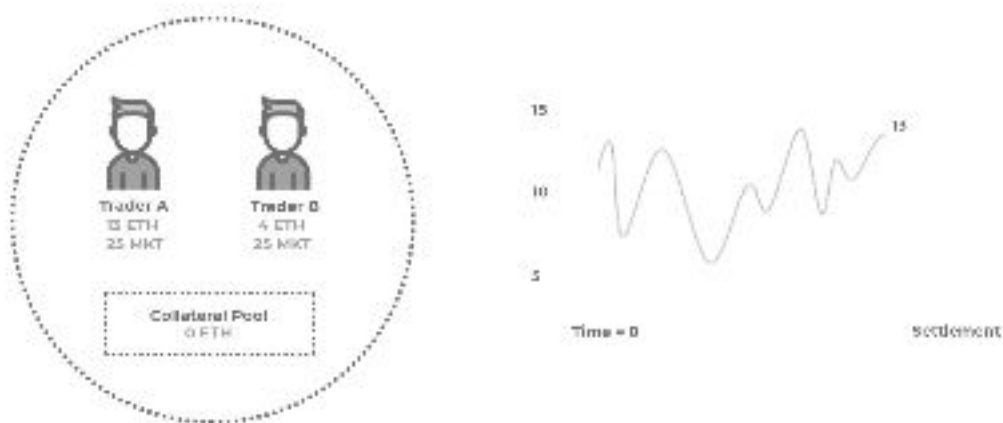 Trader A
13 ETH
25 MKT
Trader B
4 ETH
25 MKT
Collateral Pool
0 ETH
15
10
5
13
Time = 0
Settlement